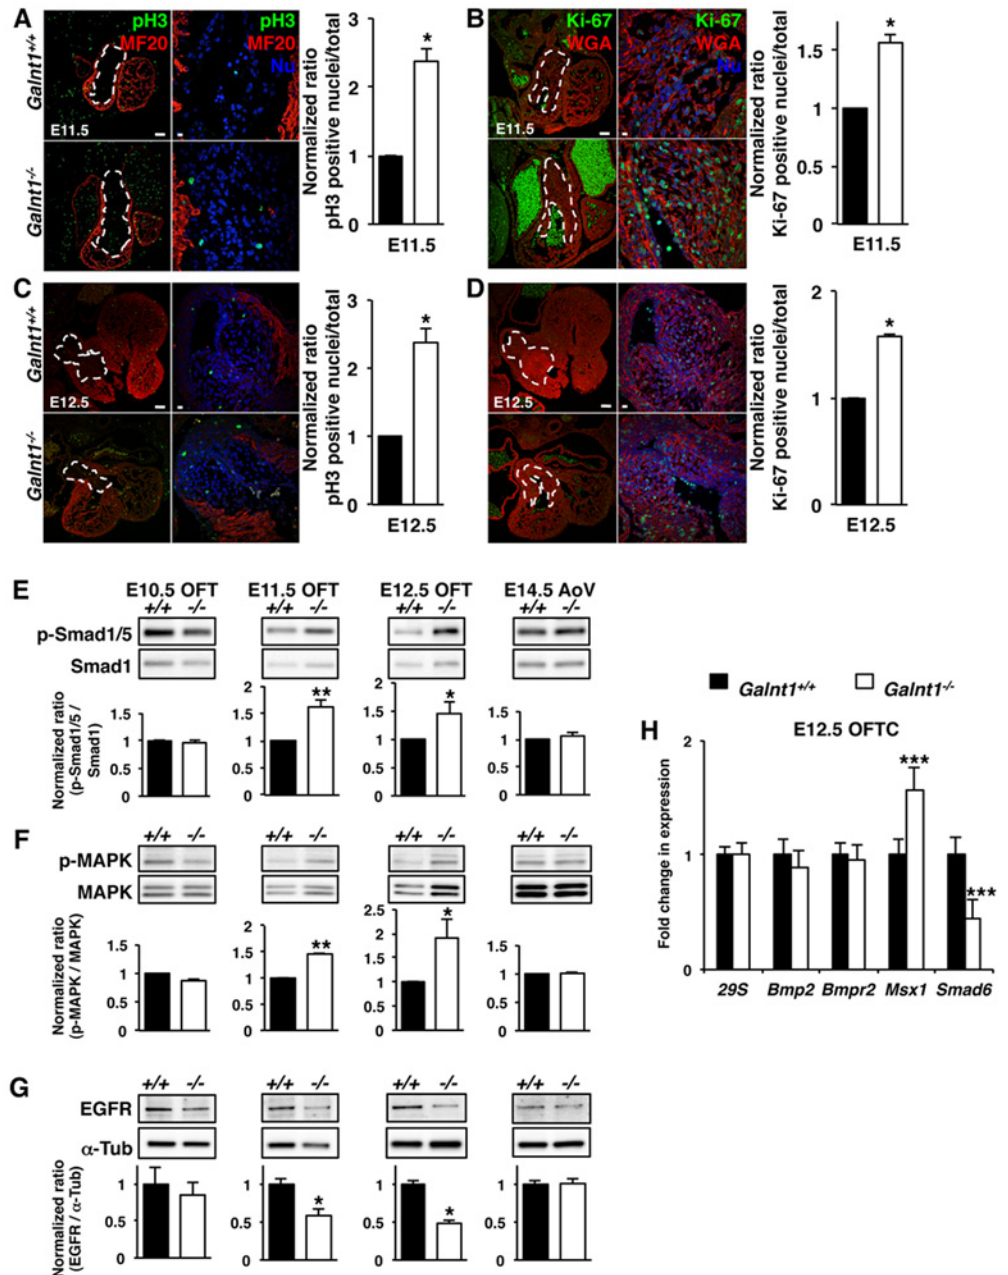 A
pH3
MF20
Nu
Galnt1+/+
E11.5
Galnt1-/-
Normalized ratio
pH3 positive nuclei/total
3
2
1
0
*
E11.5
B
Ki-67
WGA
Nu
E11.5
Normalized ratio
Ki-67 positive nuclei/total
1.5
1
0.5
0
*
E11.5
C
Galnt1+/+
E12.5
Galnt1-/-
Normalized ratio
pH3 positive nuclei/total
3
2
1
0
*
E12.5
D
E12.5
Normalized ratio
Ki-67 positive nuclei/total
2
1
0
*
E12.5
E
E10.5 OFT E11.5 OFT E12.5 OFT E14.5 AoV
+/+ -/- +/+ -/- +/+ -/- +/+ -/-
p-Smad1/5
Smad1
Normalized ratio
(p-Smad1/5 /
Smad1)
1.5
1
0.5
0
2
1.5
1
0.5
0
**
2
1.5
1
0.5
0
*
1.5
1
0.5
0
F
+/+ -/- +/+ -/- +/+ -/- +/+ -/-
p-MAPK
MAPK
Normalized ratio
(p-MAPK / MAPK)
1.5
1
0.5
0
2
1.5
1
0.5
0
**
2.5
2
1.5
1
0.5
0
*
1.5
1
0.5
0
G
+/+ -/- +/+ -/- +/+ -/- +/+ -/-
EGFR
α-Tub
Normalized ratio
(EGFR / α-Tub)
1
0.5
0
1
0.5
0
*
1
0.5
0
*
1
0.5
0
Galnt1+/+ Galnt1-/-
H
E12.5 OFTC
Fold change in expression
2
1
0
***
***
29S Bmp2 Bmpr2 Msx1 Smad6